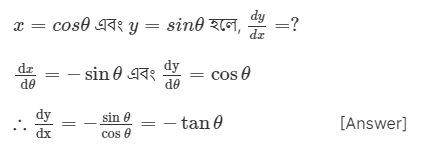 x = cosθ এবং y = sinθ হলে, dy/dx =?
dx/dθ = − sin θ এবং dy/dθ = cos θ
∴ dy/dx = − sin θ/cos θ = − tan θ [Answer]